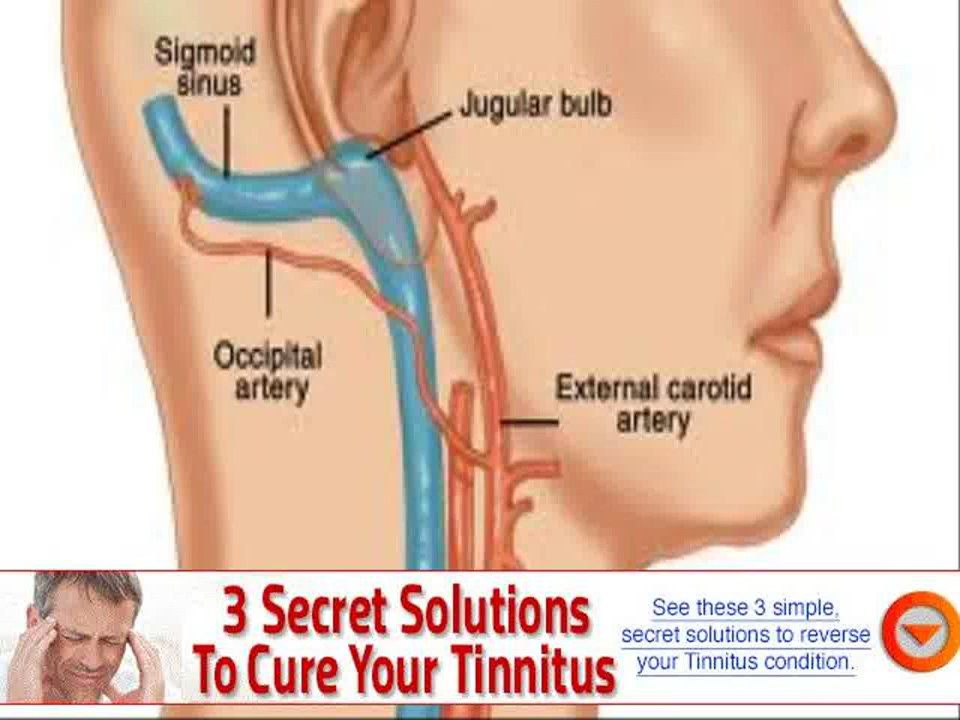 Sigmoid
sinus
Jugular bulb
Occipital
artery
External carotid
artery
3 Secret Solutions
To Cure Your Tinnitus
See these 3 simple,
secret solutions to reverse
your Tinnitus condition.